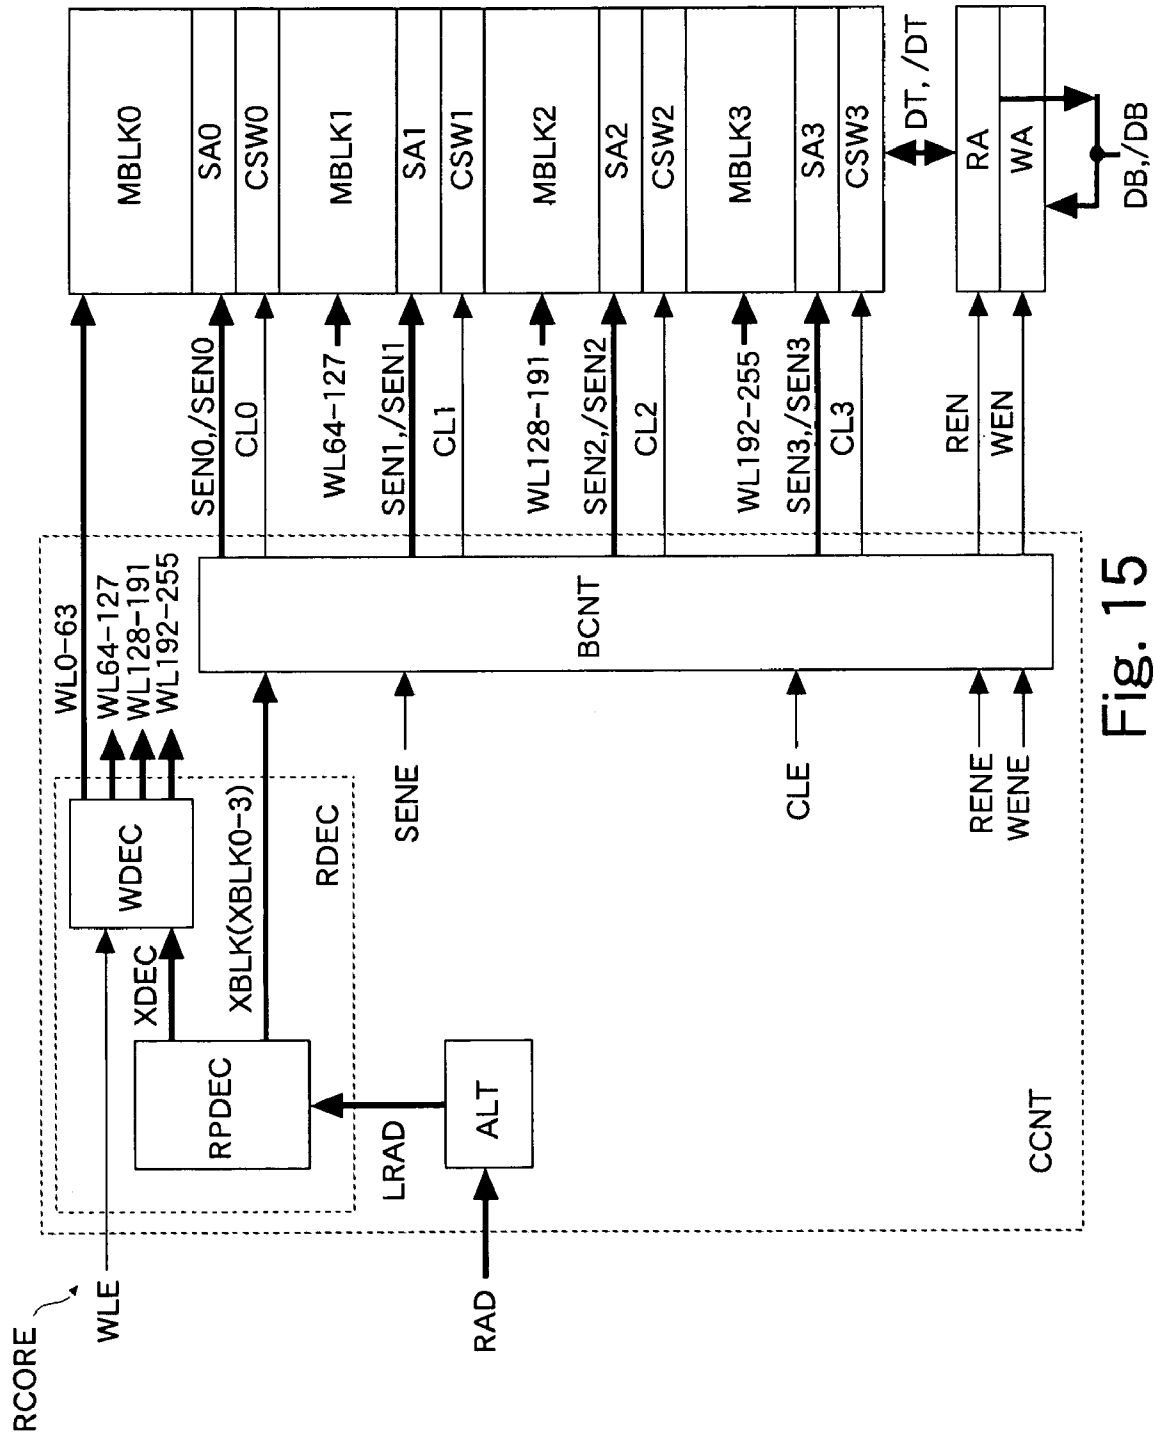 RCORE
WLE
RAD
ALT
LRAD
RPDEC
XDEC
XBLK(XBLK0-3)
WDEC
RDEC
CCNT
WL0-63
WL64-127
WL128-191
WL192-255
SENE
CLE
RENE
WENE
BCNT
SEN0,/SEN0
CL0
WL64-127
SEN1,/SEN1
CL1
WL128-191
SEN2,/SEN2
CL2
WL192-255
SEN3,/SEN3
CL3
REN
WEN
MBLK0
SA0
CSW0
MBLK1
SA1
CSW1
MBLK2
SA2
CSW2
MBLK3
SA3
CSW3
DT, /DT
RA
WA
DB,/DB
Fig. 15